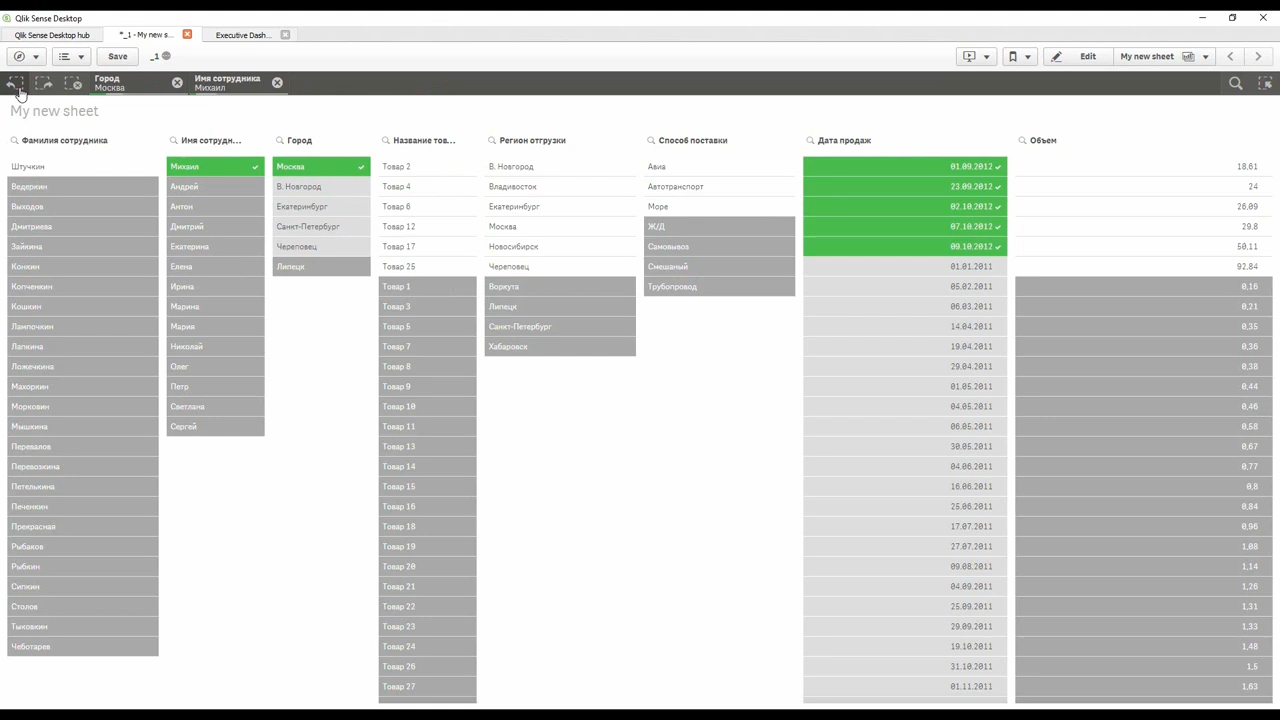 Qlik Sense Desktop
Qlik Sense Desktop hub
*_1 - My new s...
Executive Dash...
Save
_1
Edit
My new sheet
Город
Москва
Имя сотрудника
Михаил
My new sheet
Фамилия сотрудника
Штучкин
Ведеркин
Выходов
Дмитриева
Зайкина
Конкин
Копченкин
Кошкин
Лампочкин
Лапкина
Ложечкина
Махоркин
Морковин
Мышкина
Перевалов
Перевозкина
Петелькина
Печенкин
Прекрасная
Рыбаков
Рыбкин
Сипкин
Столов
Тыковкин
Чеботарев
Имя сотрудн...
Михаил
Андрей
Антон
Дмитрий
Екатерина
Елена
Ирина
Марина
Мария
Николай
Олег
Петр
Светлана
Сергей
Город
Москва
В. Новгород
Екатеринбург
Санкт-Петербург
Череповец
Липецк
Название тов...
Товар 2
Товар 4
Товар 6
Товар 12
Товар 17
Товар 25
Товар 1
Товар 3
Товар 5
Товар 7
Товар 8
Товар 9
Товар 10
Товар 11
Товар 13
Товар 14
Товар 15
Товар 16
Товар 18
Товар 19
Товар 20
Товар 21
Товар 22
Товар 23
Товар 24
Товар 26
Товар 27
Регион отгрузки
В. Новгород
Владивосток
Екатеринбург
Москва
Новосибирск
Череповец
Воркута
Липецк
Санкт-Петербург
Хабаровск
Способ поставки
Авиа
Автотранспорт
Море
Ж/Д
Самовывоз
Смешаный
Трубопровод
Дата продаж
01.09.2012
23.09.2012
02.10.2012
07.10.2012
09.10.2012
01.01.2011
05.02.2011
06.03.2011
14.04.2011
19.04.2011
29.04.2011
01.05.2011
04.05.2011
06.05.2011
30.05.2011
04.06.2011
16.06.2011
25.06.2011
17.07.2011
27.07.2011
09.08.2011
04.09.2011
25.09.2011
29.09.2011
19.10.2011
31.10.2011
01.11.2011
Объем
18,61
24
26,09
29,8
50,11
92,84
0,16
0,21
0,35
0,36
0,38
0,44
0,46
0,58
0,67
0,77
0,8
0,84
0,96
1,08
1,14
1,26
1,31
1,33
1,48
1,5
1,63